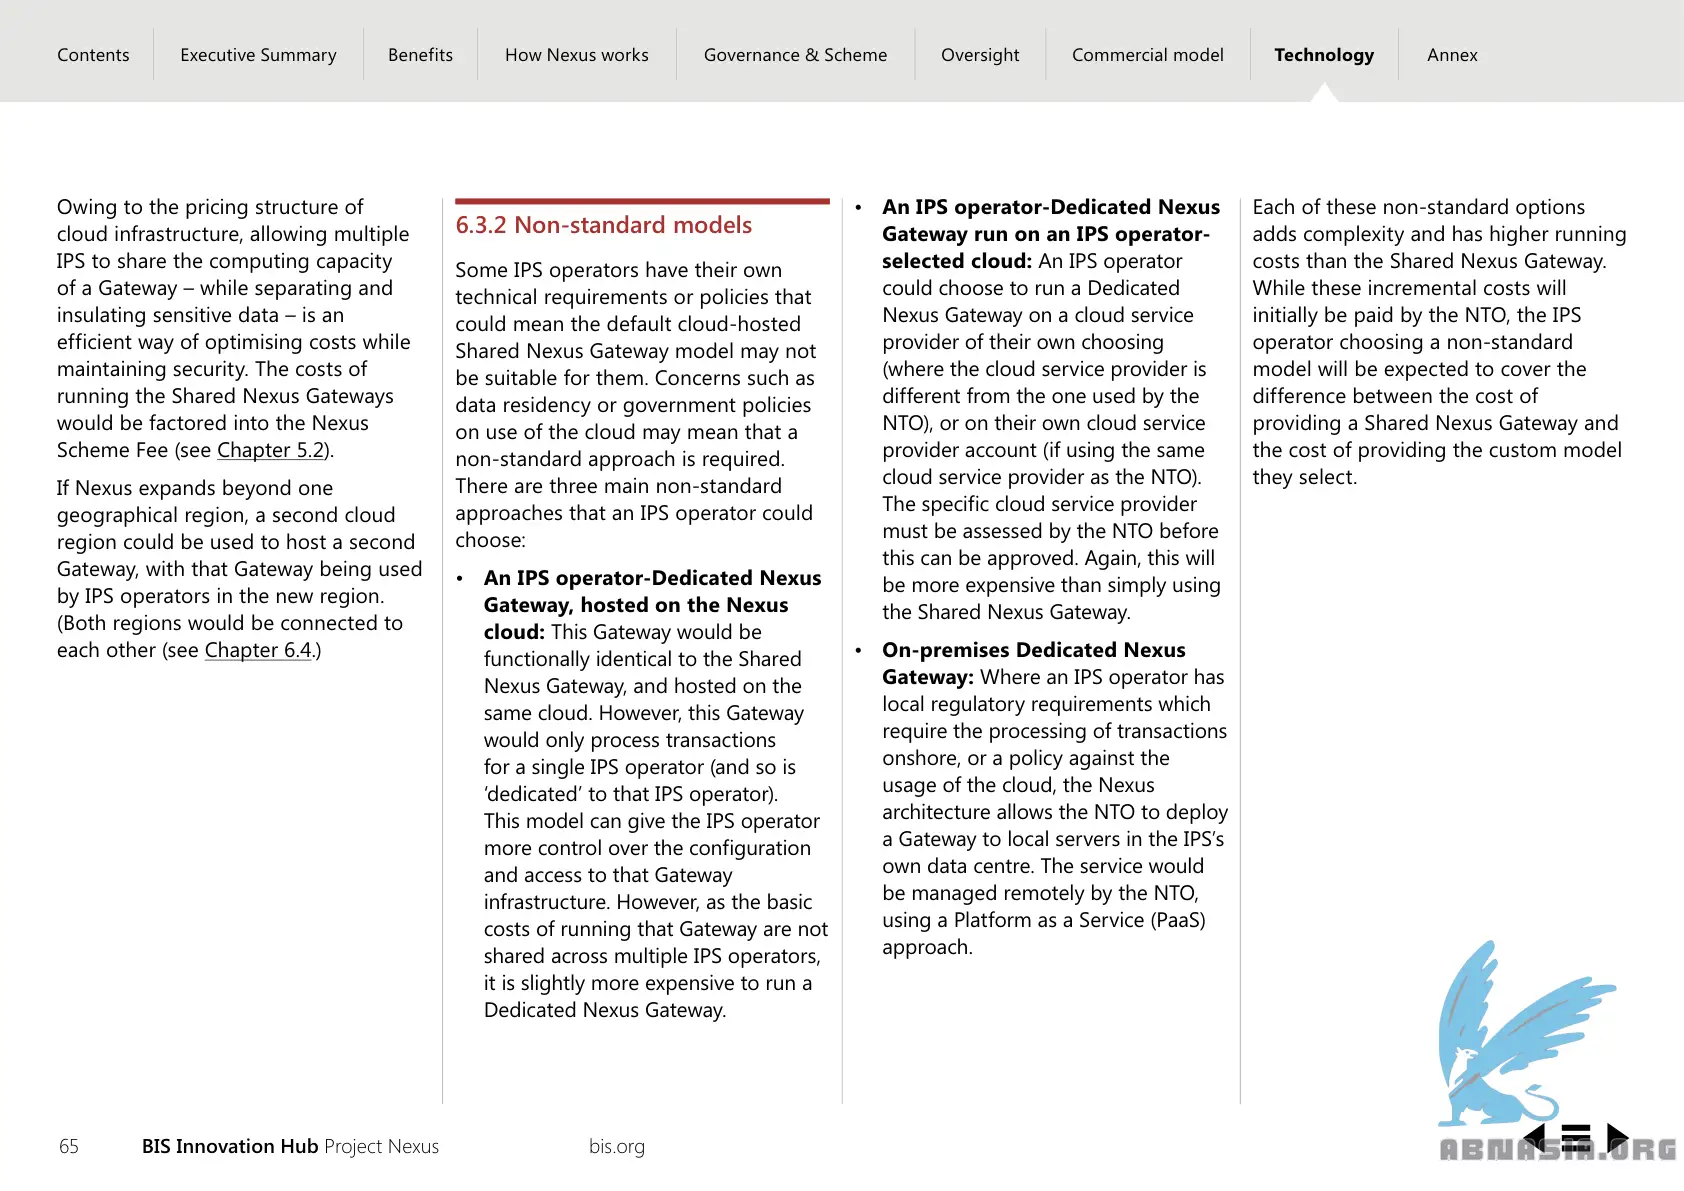 Contents
Executive Summary
Benefits
How Nexus works
Governance & Scheme
Oversight
Commercial model
Technology
Annex
Owing to the pricing structure of
cloud infrastructure, allowing multiple
IPS to share the computing capacity
of a Gateway – while separating and
insulating sensitive data – is an
efficient way of optimising costs while
maintaining security. The costs of
running the Shared Nexus Gateways
would be factored into the Nexus
Scheme Fee (see Chapter 5.2).
If Nexus expands beyond one
geographical region, a second cloud
region could be used to host a second
Gateway, with that Gateway being used
by IPS operators in the new region.
(Both regions would be connected to
each other (see Chapter 6.4.)
6.3.2 Non-standard models
Some IPS operators have their own
technical requirements or policies that
could mean the default cloud-hosted
Shared Nexus Gateway model may not
be suitable for them. Concerns such as
data residency or government policies
on use of the cloud may mean that a
non-standard approach is required.
There are three main non-standard
approaches that an IPS operator could
choose:
• An IPS operator-Dedicated Nexus
Gateway, hosted on the Nexus
cloud: This Gateway would be
functionally identical to the Shared
Nexus Gateway, and hosted on the
same cloud. However, this Gateway
would only process transactions
for a single IPS operator (and so is
‘dedicated’ to that IPS operator).
This model can give the IPS operator
more control over the configuration
and access to that Gateway
infrastructure. However, as the basic
costs of running that Gateway are not
shared across multiple IPS operators,
it is slightly more expensive to run a
Dedicated Nexus Gateway.
• An IPS operator-Dedicated Nexus
Gateway run on an IPS operator-
selected cloud: An IPS operator
could choose to run a Dedicated
Nexus Gateway on a cloud service
provider of their own choosing
(where the cloud service provider is
different from the one used by the
NTO), or on their own cloud service
provider account (if using the same
cloud service provider as the NTO).
The specific cloud service provider
must be assessed by the NTO before
this can be approved. Again, this will
be more expensive than simply using
the Shared Nexus Gateway.
• On-premises Dedicated Nexus
Gateway: Where an IPS operator has
local regulatory requirements which
require the processing of transactions
onshore, or a policy against the
usage of the cloud, the Nexus
architecture allows the NTO to deploy
a Gateway to local servers in the IPS’s
own data centre. The service would
be managed remotely by the NTO,
using a Platform as a Service (PaaS)
approach.
Each of these non-standard options
adds complexity and has higher running
costs than the Shared Nexus Gateway.
While these incremental costs will
initially be paid by the NTO, the IPS
operator choosing a non-standard
model will be expected to cover the
difference between the cost of
providing a Shared Nexus Gateway and
the cost of providing the custom model
they select.
65
BIS Innovation Hub Project Nexus
bis.org
ABNASIA.ORG